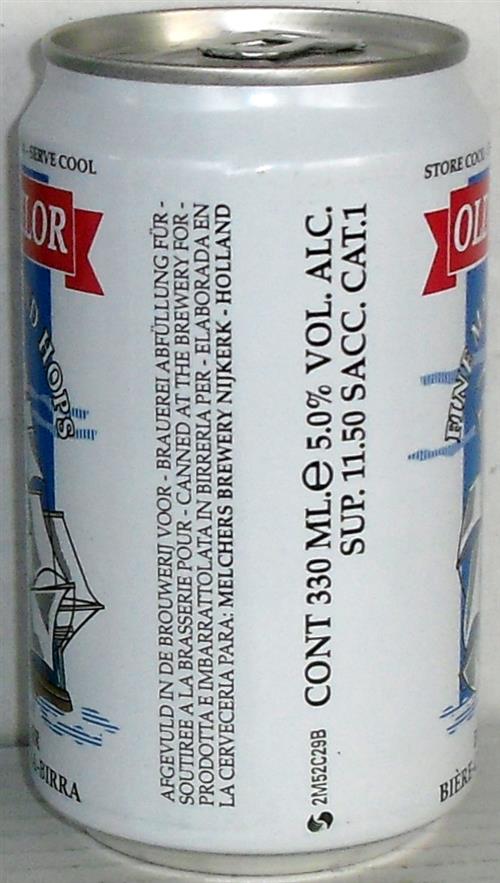 - SERVE COOL
LOR
D HOPS
-BIRRA
AFGEVULD IN DE BROUWERIJ VOOR - BRAUEREI ABFÜLLUNG FÜR -
SOUTIREE A LA BRASSERIE POUR - CANNED AT THE BREWERY FOR -
PRODOTTA E IMBARRATTOLATA IN BIRRERIA PER - ELABORADA EN
LA CERVECERIA PARA: MELCHERS BREWERY NIJKERK - HOLLAND
CONT 330 ML.e 5.0% VOL. ALC.
SUP. 11.50 SACC. CAT.1
2M52C29B
STORE COOL
OL
FINE M
BIÈRE